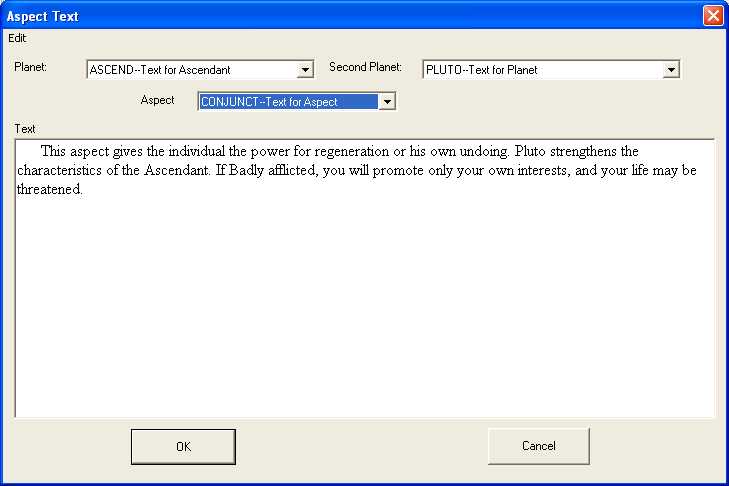 Aspect Text
Edit
Planet: ASCEND--Text for Ascendant Second Planet: PLUTO--Text for Planet
Aspect CONJUNCT--Text for Aspect
Text
This aspect gives the individual the power for regeneration or his own undoing. Pluto strengthens the
characteristics of the Ascendant. If Badly afflicted, you will promote only your own interests, and your life may be
threatened.
OK Cancel